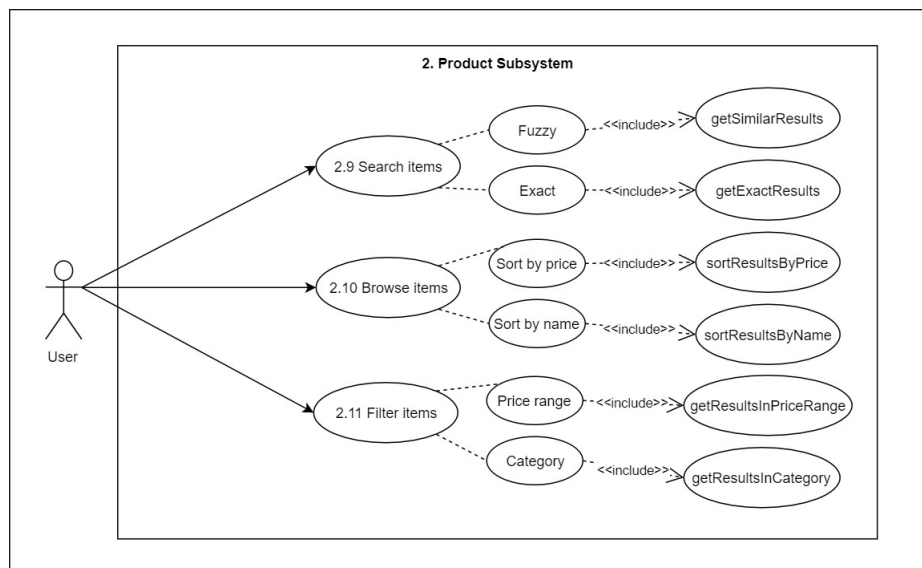 2. Product Subsystem
2.9 Search items
Fuzzy
<<include>>
getSimilarResults
Exact
<<include>>
getExactResults
2.10 Browse items
Sort by price
<<include>>
sortResultsByPrice
Sort by name
<<include>>
sortResultsByName
User
2.11 Filter items
Price range
<<include>>
getResultsInPriceRange
Category
<<include>>
getResultsInCategory